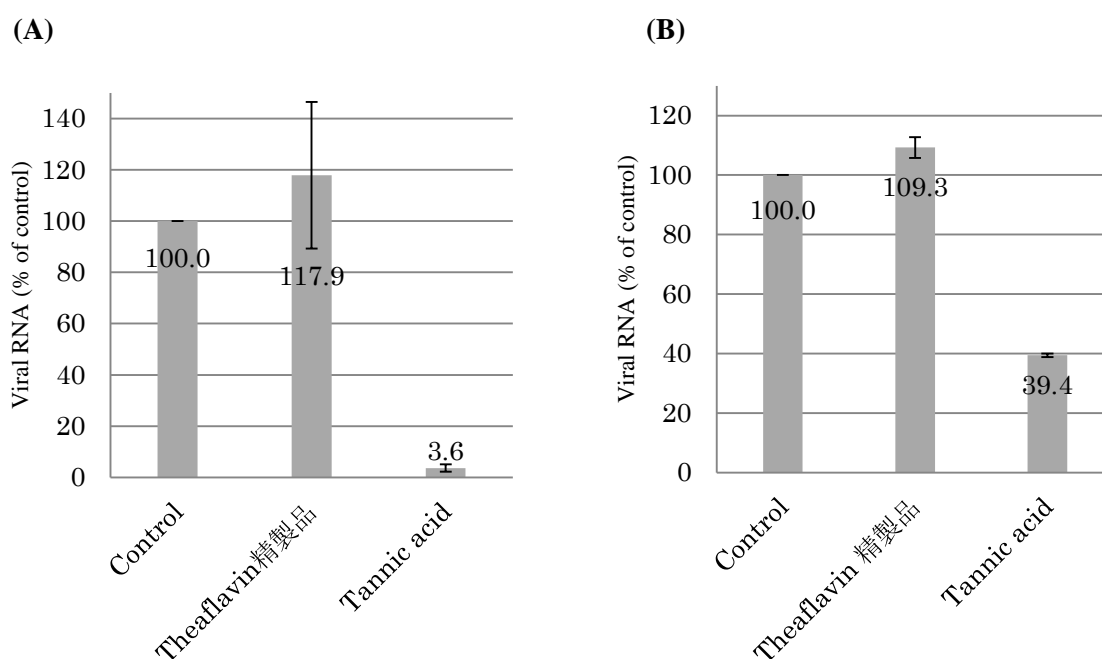 (A)
Viral RNA (% of control)
140
120
100
80
60
40
20
0
100.0
117.9
3.6
Control
Theaflavin精製品
Tannic acid
(B)
Viral RNA (% of control)
120
100
80
60
40
20
0
100.0
109.3
39.4
Control
Theaflavin 精製品
Tannic acid